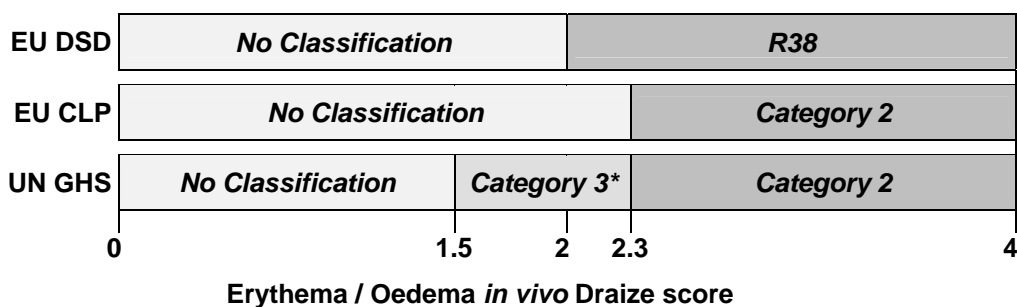 EU DSD No Classification R38
EU CLP No Classification Category 2
UN GHS No Classification Category 3* Category 2
0 1.5 2 2.3 4
Erythema / Oedema in vivo Draize score